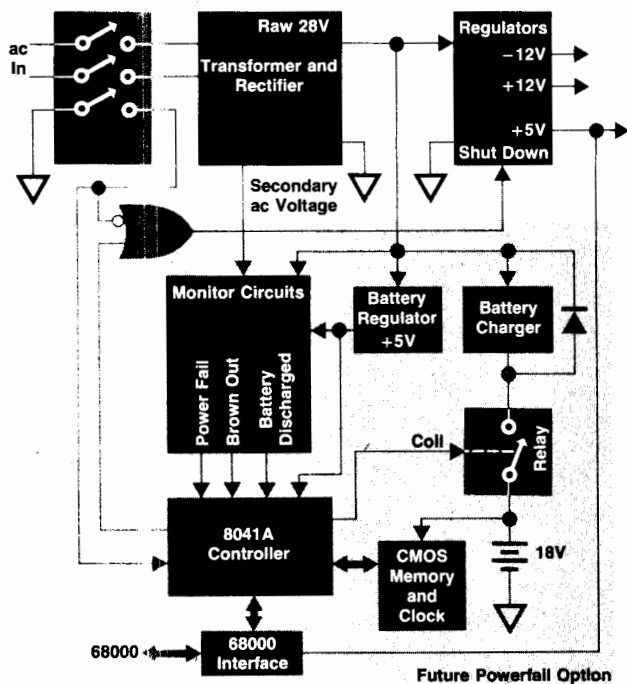 ac
In
Raw 28V
Transformer and
Rectifier
Regulators
−12V
+12V
+5V
Shut Down
Secondary
ac Voltage
Monitor Circuits
Power Fail
Brown Out
Battery
Discharged
Battery
Regulator
+5V
Battery
Charger
Coil
Relay
8041A
Controller
CMOS
Memory
and
Clock
18V
68000
68000
Interface
Future Powerfail Option